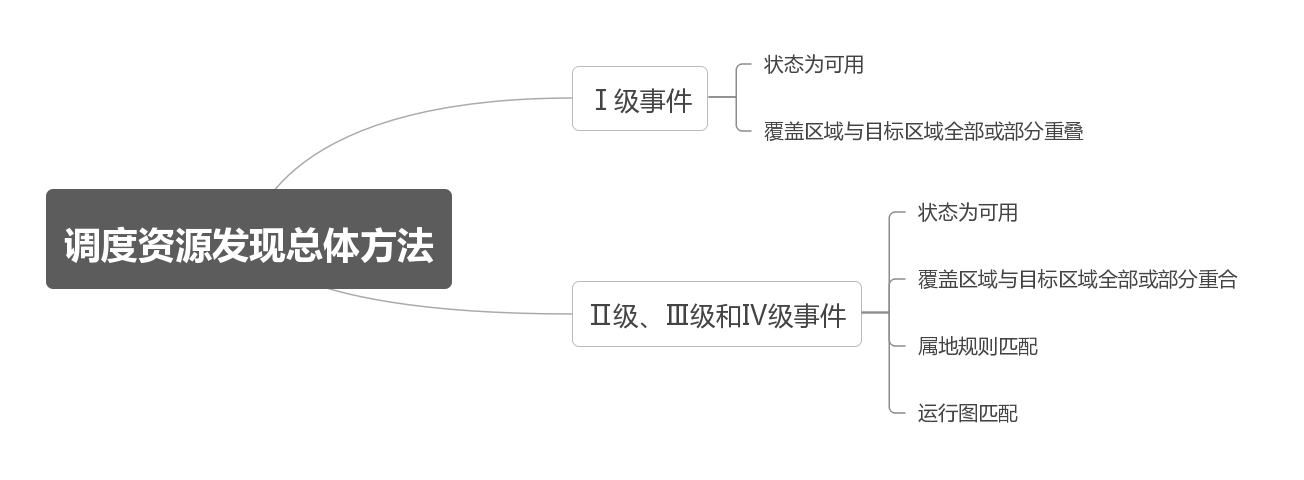 调度资源发现总体方法
Ⅰ级事件
状态为可用
覆盖区域与目标区域全部或部分重叠
Ⅱ级、Ⅲ级和Ⅳ级事件
状态为可用
覆盖区域与目标区域全部或部分重合
属地规则匹配
运行图匹配